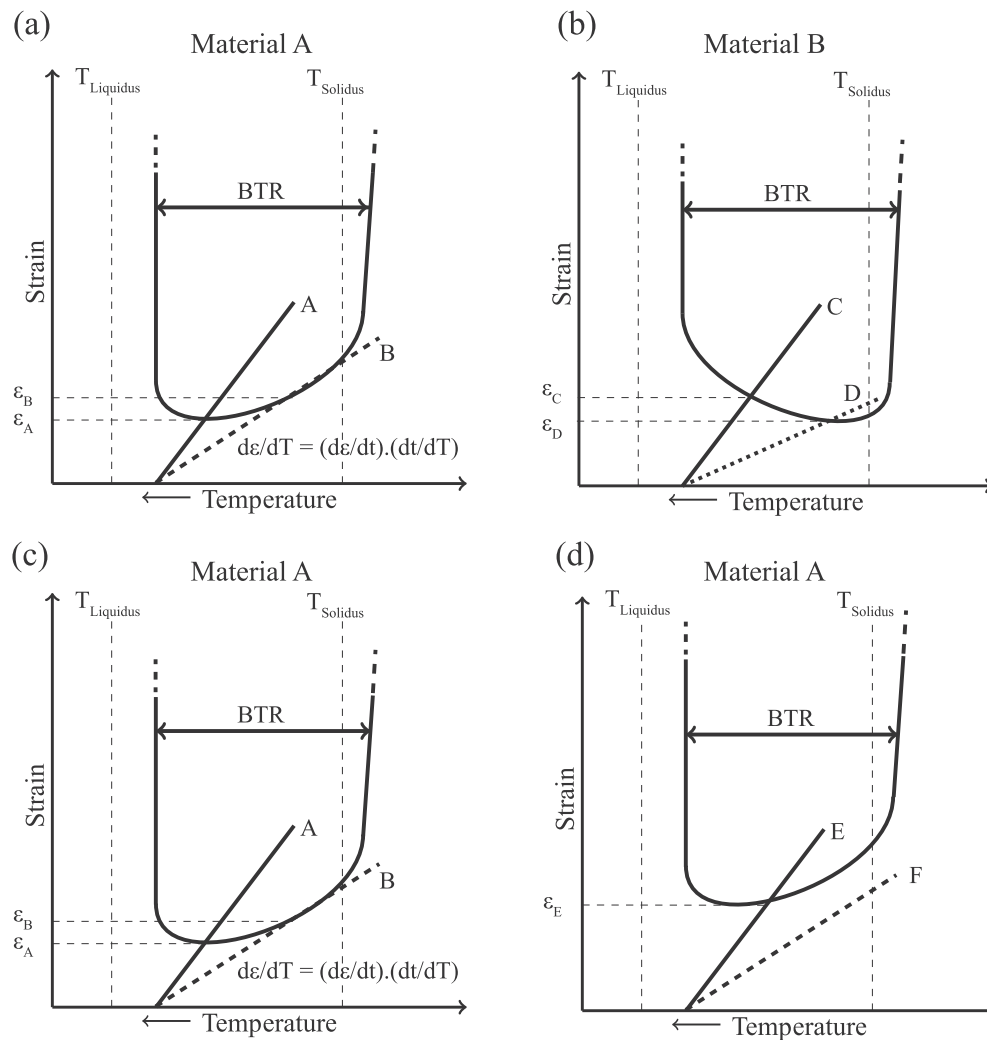 (a)
Material A
T Liquidus
T Solidus
BTR
Strain
A
B
ε B
ε A
dε/dT = (dε/dt).(dt/dT)
← Temperature
(b)
Material B
T Liquidus
T Solidus
BTR
Strain
C
D
ε C
ε D
← Temperature
(c)
Material A
T Liquidus
T Solidus
BTR
Strain
A
B
ε B
ε A
dε/dT = (dε/dt).(dt/dT)
← Temperature
(d)
Material A
T Liquidus
T Solidus
BTR
Strain
E
F
ε E
← Temperature